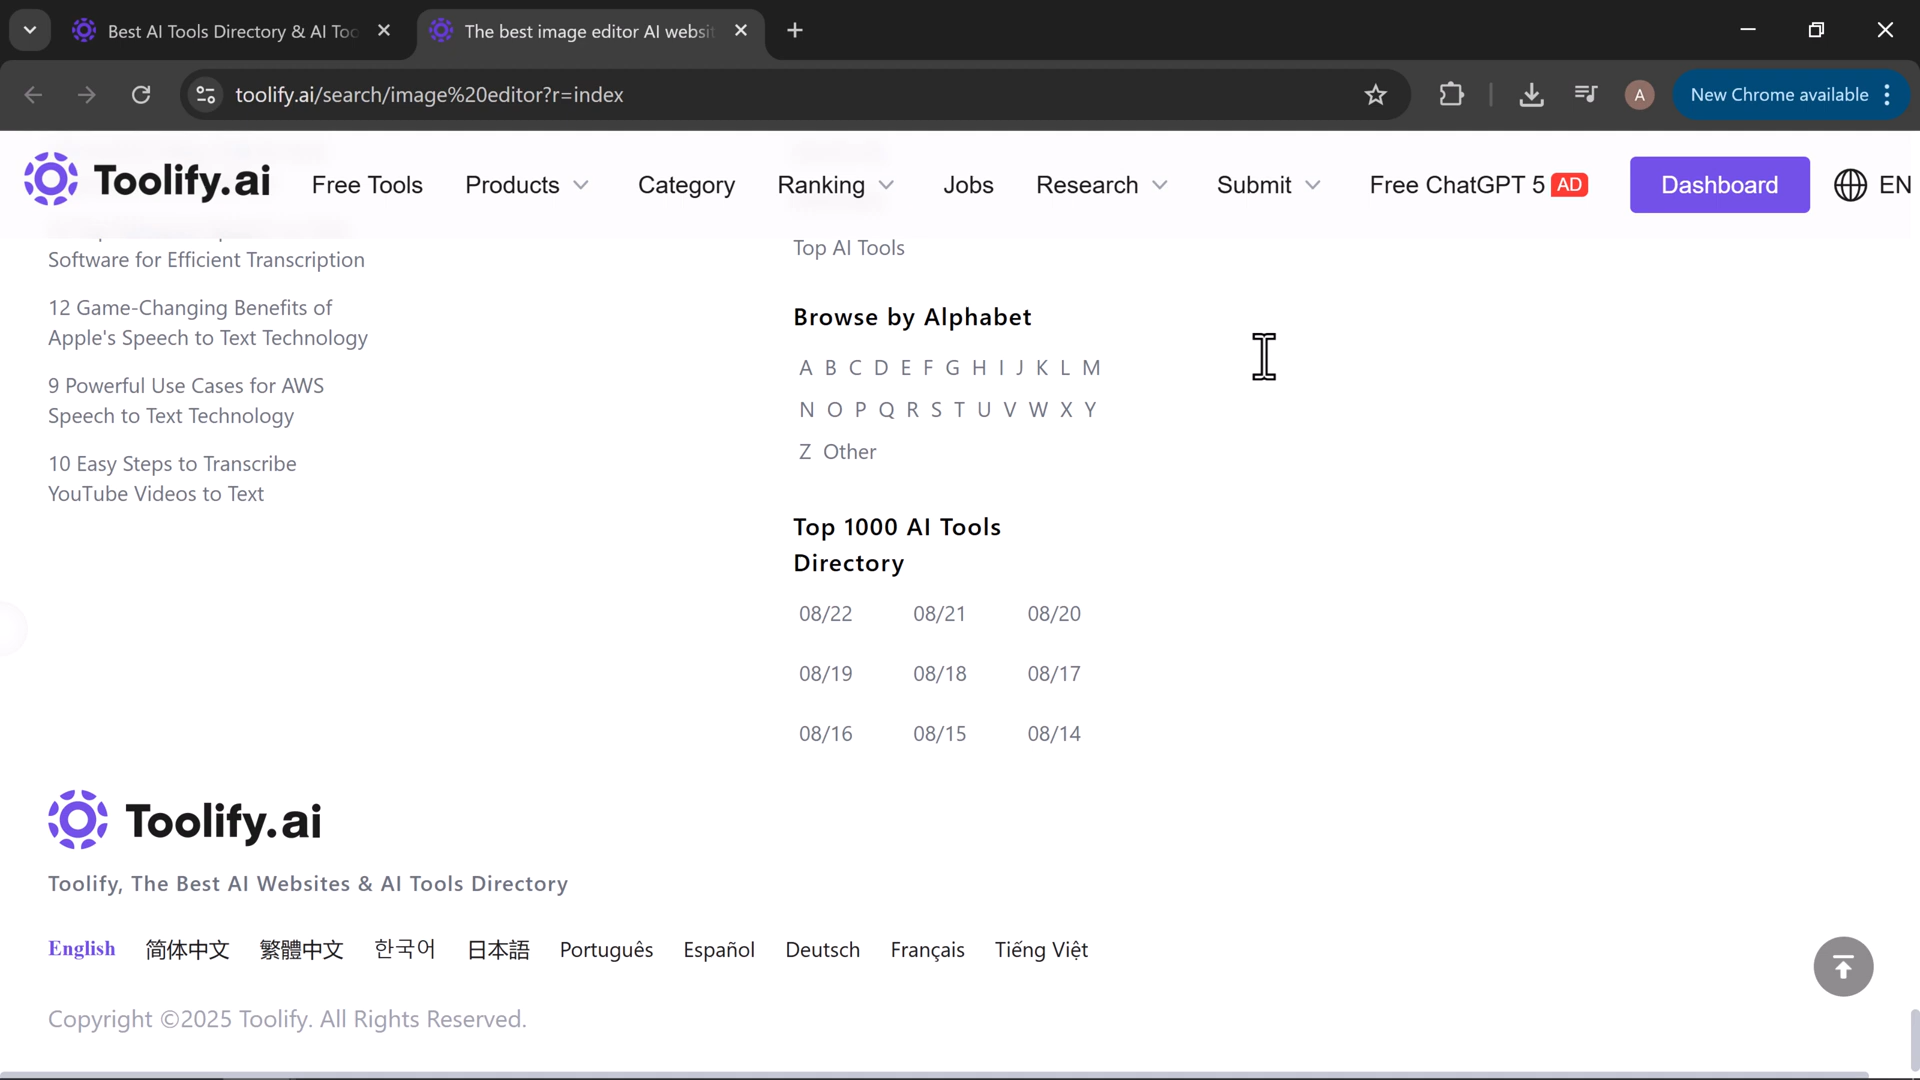 Best AI Tools Directory & AI Too
The best image editor AI websit
toolify.ai/search/image%20editor?r=index
A
New Chrome available
Toolify.ai
Free Tools
Products
Category
Ranking
Jobs
Research
Submit
Free ChatGPT 5 AD
Dashboard
EN
Software for Efficient Transcription
12 Game-Changing Benefits of
Apple's Speech to Text Technology
9 Powerful Use Cases for AWS
Speech to Text Technology
10 Easy Steps to Transcribe
YouTube Videos to Text
Top AI Tools
Browse by Alphabet
A B C D E F G H I J K L M
N O P Q R S T U V W X Y
Z Other
Top 1000 AI Tools
Directory
08/22 08/21 08/20
08/19 08/18 08/17
08/16 08/15 08/14
Toolify.ai
Toolify, The Best AI Websites & AI Tools Directory
English 简体中文 繁體中文 한국어 日本語 Português Español Deutsch Français Tiếng Việt
Copyright ©2025 Toolify. All Rights Reserved.